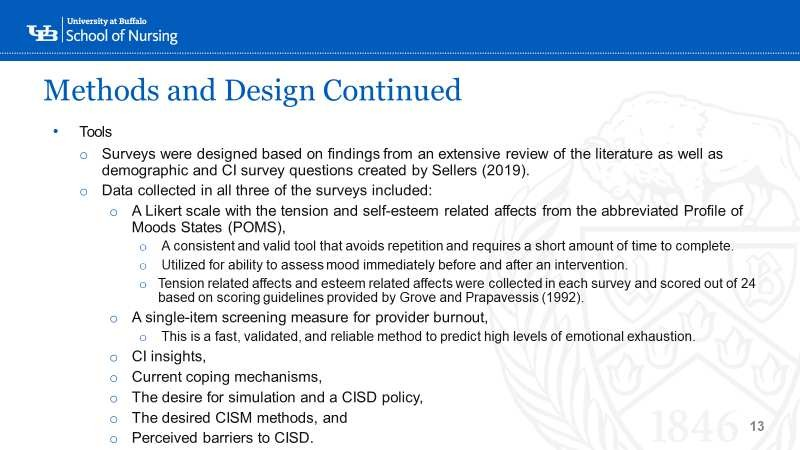 University at Buffalo
School of Nursing
Methods and Design Continued
• Tools
o Surveys were designed based on findings from an extensive review of the literature as well as
demographic and CI survey questions created by Sellers (2019).
o Data collected in all three of the surveys included:
o A Likert scale with the tension and self-esteem related affects from the abbreviated Profile of
Moods States (POMS),
o A consistent and valid tool that avoids repetition and requires a short amount of time to complete.
o Utilized for ability to assess mood immediately before and after an intervention.
o Tension related affects and esteem related affects were collected in each survey and scored out of 24
based on scoring guidelines provided by Grove and Prapavessis (1992).
o A single-item screening measure for provider burnout,
o This is a fast, validated, and reliable method to predict high levels of emotional exhaustion.
o CI insights,
o Current coping mechanisms,
o The desire for simulation and a CISD policy,
o The desired CISM methods, and
o Perceived barriers to CISD.
1846
13